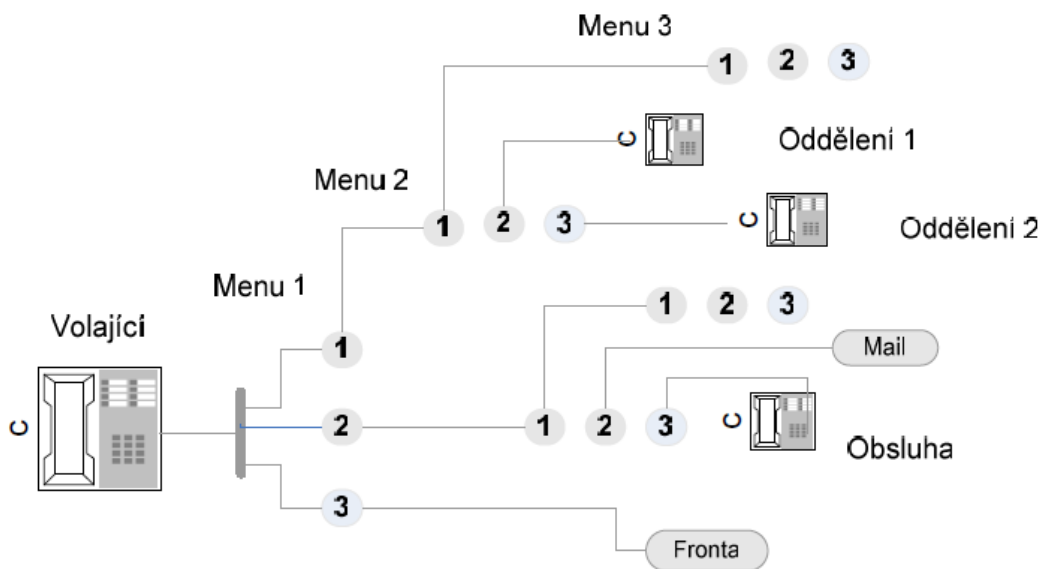 Menu 3
1 2 3
C
Oddělení 1
Menu 2
1 2 3
C
Oddělení 2
Menu 1
1 2 3
Volající
1
Mail
C
2
1 2 3
C
Obsluha
3
Fronta